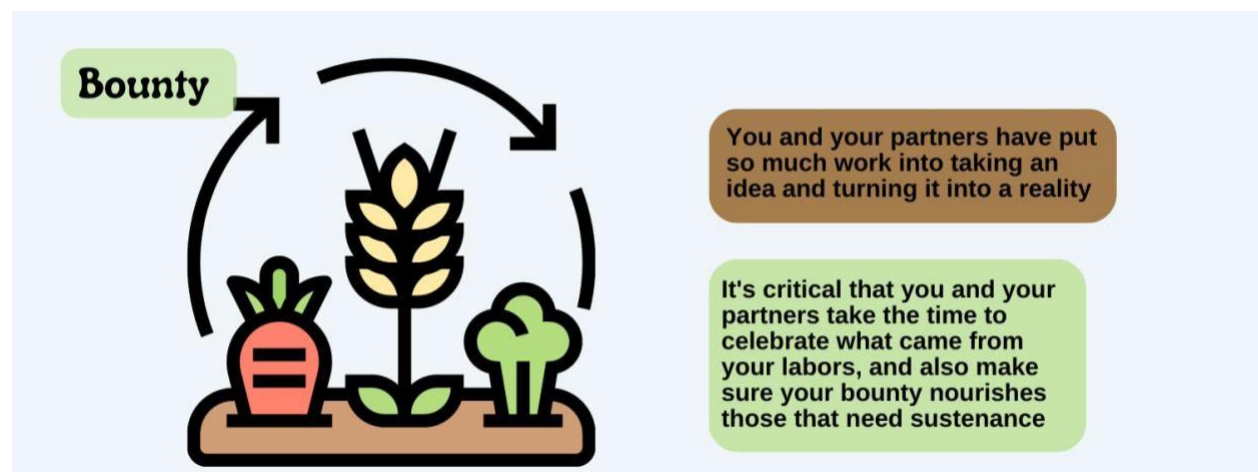 Bounty
You and your partners have put
so much work into taking an
idea and turning it into a reality
It's critical that you and your
partners take the time to
celebrate what came from
your labors, and also make
sure your bounty nourishes
those that need sustenance